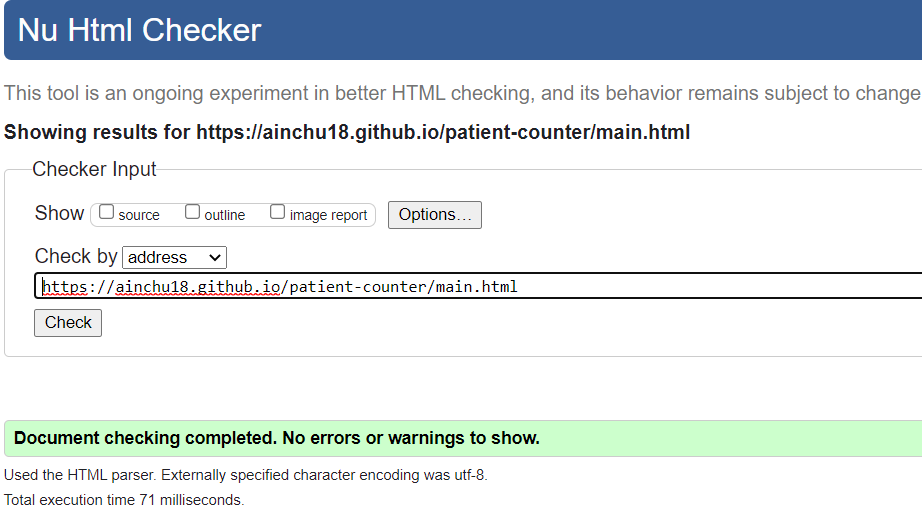 Nu Html Checker
This tool is an ongoing experiment in better HTML checking, and its behavior remains subject to change
Showing results for https://ainchu18.github.io/patient-counter/main.html
Checker Input
Show source outline image report Options...
Check by address
https://ainchu18.github.io/patient-counter/main.html
Check
Document checking completed. No errors or warnings to show.
Used the HTML parser. Externally specified character encoding was utf-8.
Total execution time 71 milliseconds.